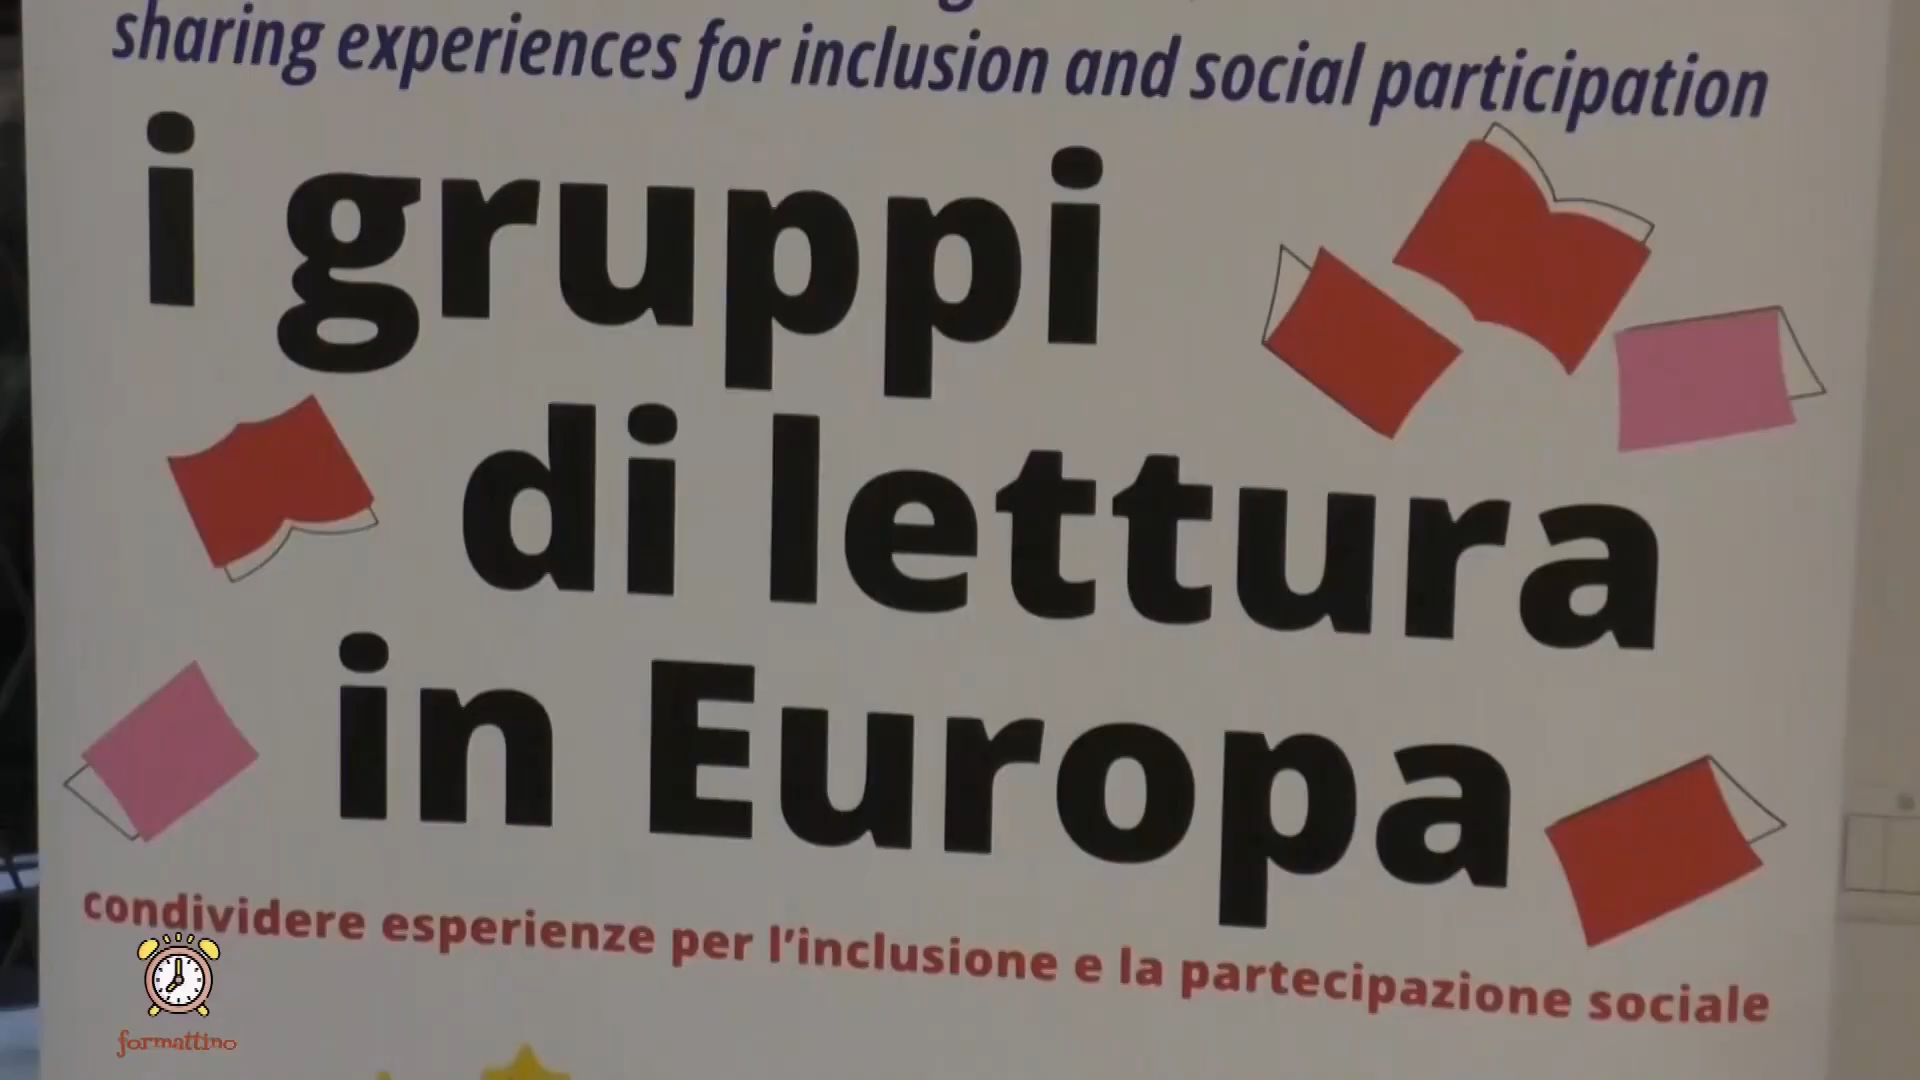 sharing experiences for inclusion and social participation
i gruppi
di lettura
in Europa
condividere esperienze per l'inclusione e la partecipazione sociale
formattino